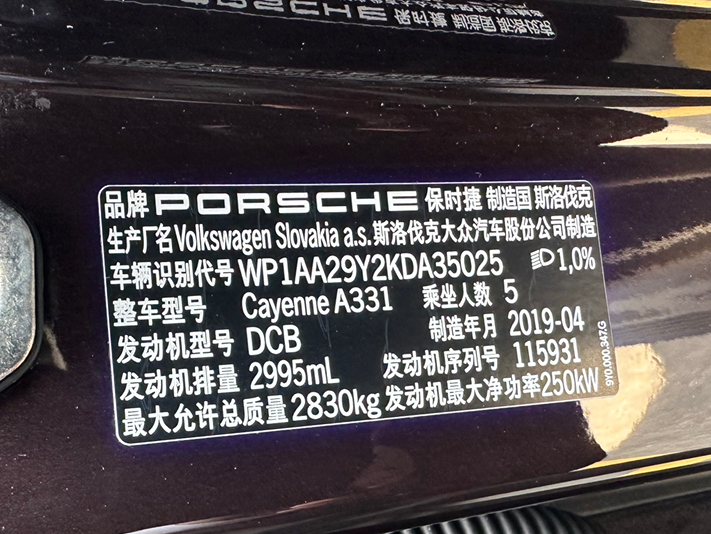 品牌 PORSCHE 保时捷 制造国 斯洛伐克
生产厂名 Volkswagen Slovakia a.s. 斯洛伐克大众汽车股份公司制造
车辆识别代号 WP1AA29Y2KDA35025 1,0%
整车型号 Cayenne A331 乘坐人数 5
发动机型号 DCB 制造年月 2019-04
发动机排量 2995mL 发动机序列号 115931
最大允许总质量 2830kg 发动机最大净功率 250kW
9Y0.000.347.G